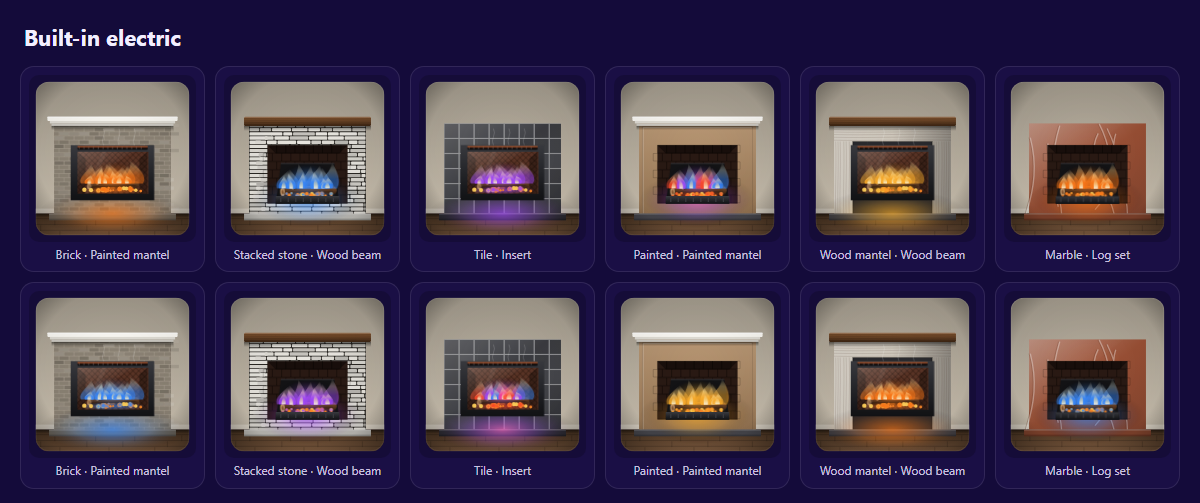 Built-in electric
Brick · Painted mantel
Stacked stone · Wood beam
Tile · Insert
Painted · Painted mantel
Wood mantel · Wood beam
Marble · Log set
Brick · Painted mantel
Stacked stone · Wood beam
Tile · Insert
Painted · Painted mantel
Wood mantel · Wood beam
Marble · Log set